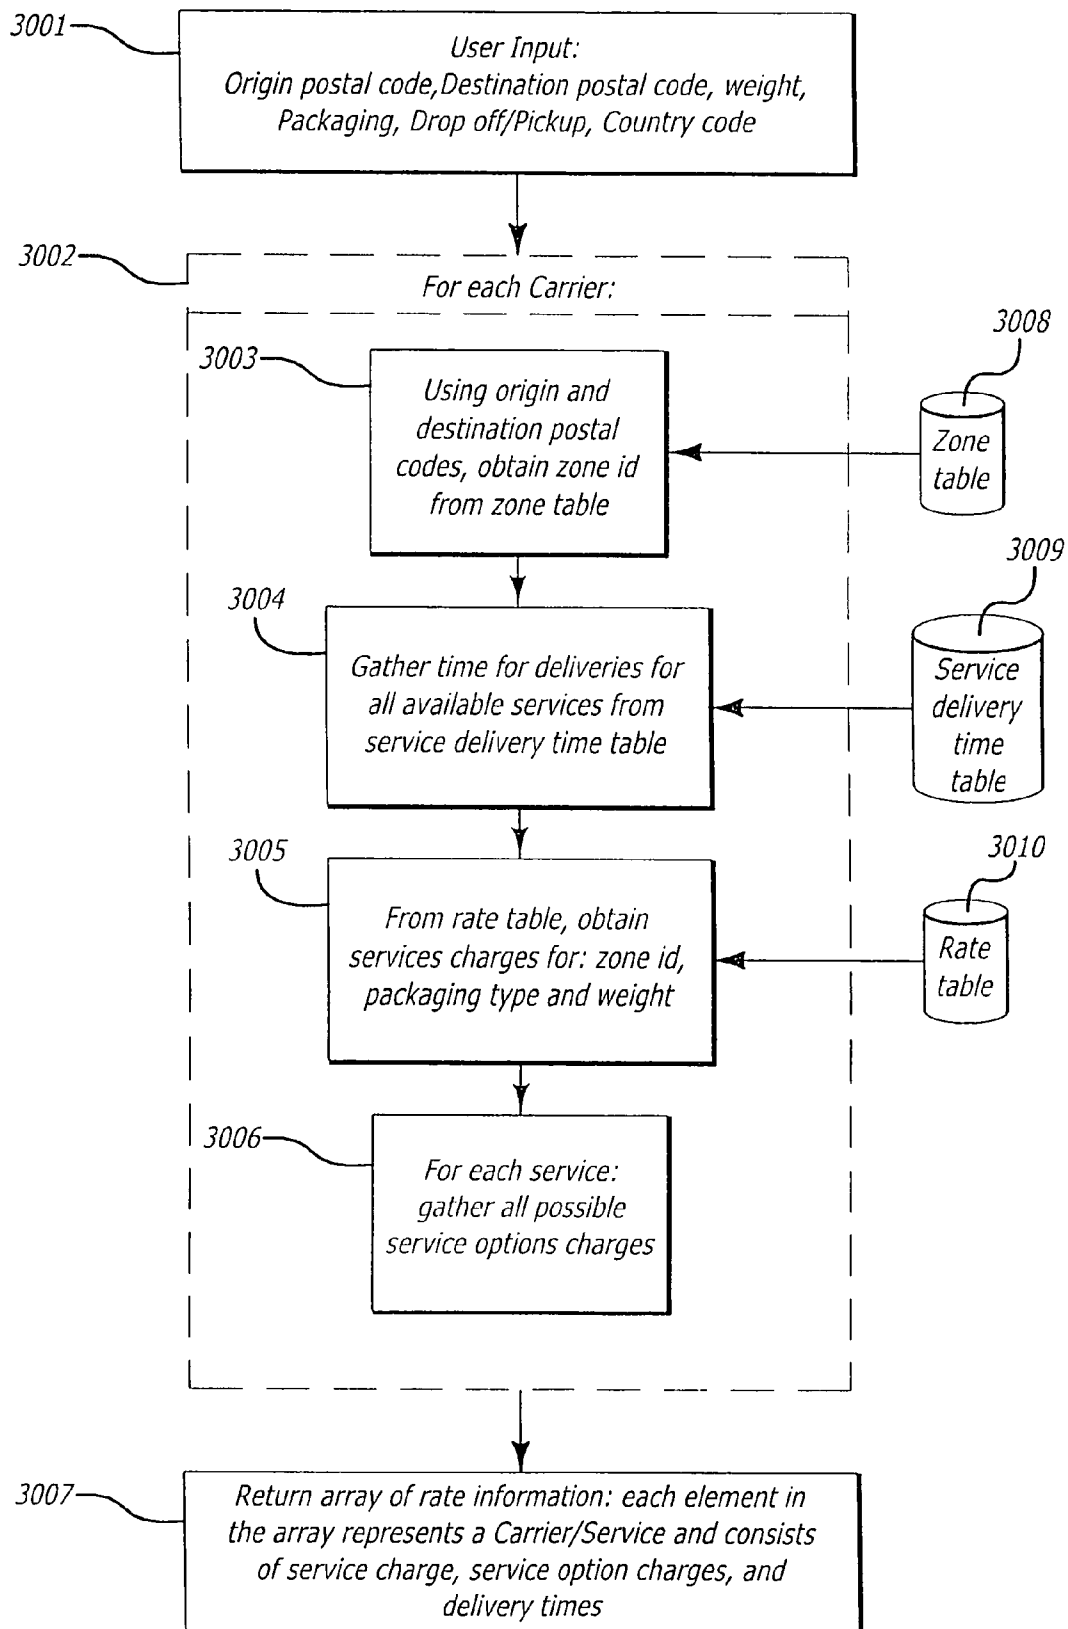 3001
User Input:
Origin postal code,Destination postal code, weight,
Packaging, Drop off/Pickup, Country code
3002
For each Carrier:
3003
Using origin and
destination postal
codes, obtain zone id
from zone table
3008
Zone
table
3004
Gather time for deliveries for
all available services from
service delivery time table
3009
Service
delivery
time
table
3005
From rate table, obtain
services charges for: zone id,
packaging type and weight
3010
Rate
table
3006
For each service:
gather all possible
service options charges
3007
Return array of rate information: each element in
the array represents a Carrier/Service and consists
of service charge, service option charges, and
delivery times